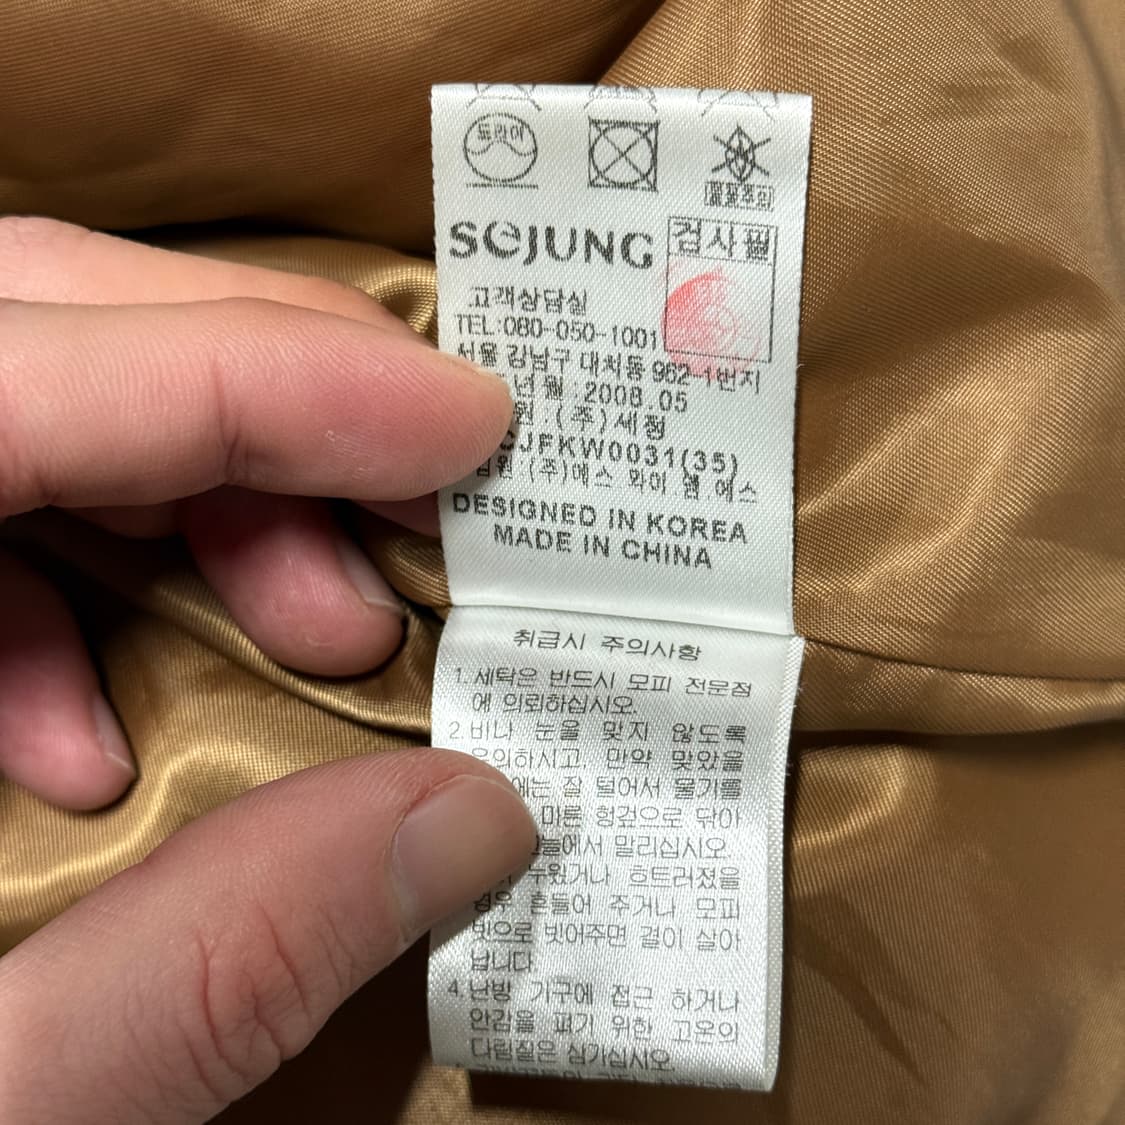 드라이
SeJUNG
검사필
고객상담실
TEL:080-050-1001
서울 강남구 대치동 962-1번지
년월:2008.05
원:(주)세정
CJFKW0031(35)
입원:(주)에스 와이 엠.에스
DESIGNED IN KOREA
MADE IN CHINA
취급시 주의사항
1.세탁은 반드시 모피 전문점
에 의뢰하십시오.
2.비나 눈을 맞지 않도록
유의하시고, 만약 맞았을
에는 잘 털어서 물기를
마른 헝겊으로 닦아
늘에서 말리십시오.
누웠거나 흐트러졌을
경우 흔들어 주거나 모피
빗으로 빗어주면 결이 살아
납니다.
4.난방 기구에 접근 하거나
안감을 펴기 위한 고온의
다림질은 삼가십시오.